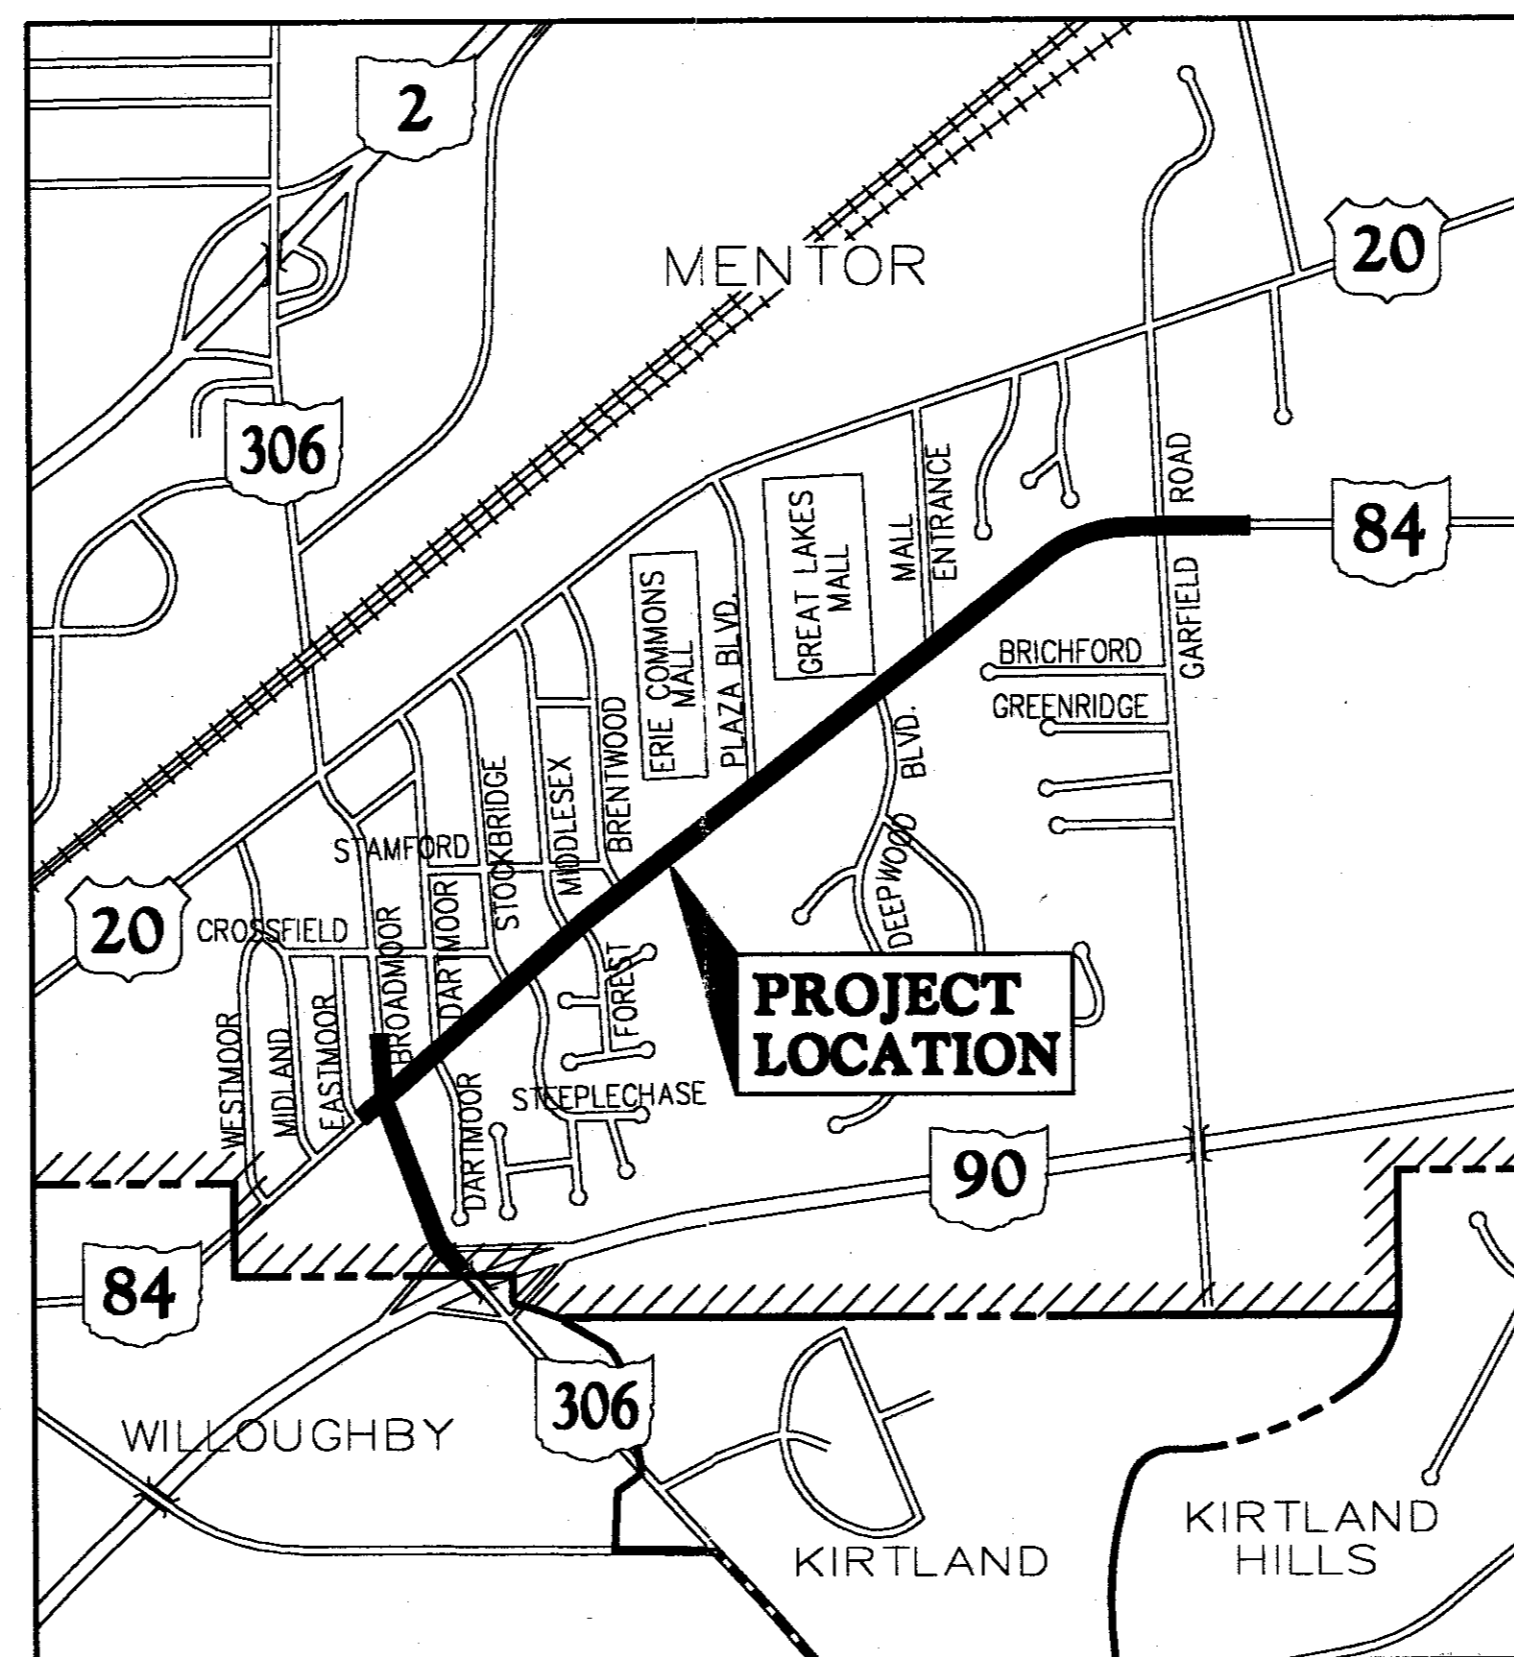 2
MENTOR
20
306
ROAD
84
MALL
ENTRANCE
GREAT LAKES
MALL
ERIE COMMONS
MALL
PLAZA BLVD.
GARFIELD
BRICHFORD
GREENRIDGE
BLVD.
DEEPWOOD
BRENTWOOD
MIDDLESEX
STOCKBRIDGE
STAMFORD
20
CROSSFIELD
BROADMOOR
DARTMOOR
FOREST
PROJECT
LOCATION
WESTMOOR
MIDLAND
EASTMOOR
DARTMOOR
STEEPLECHASE
90
84
306
WILLOUGHBY
KIRTLAND
KIRTLAND
HILLS